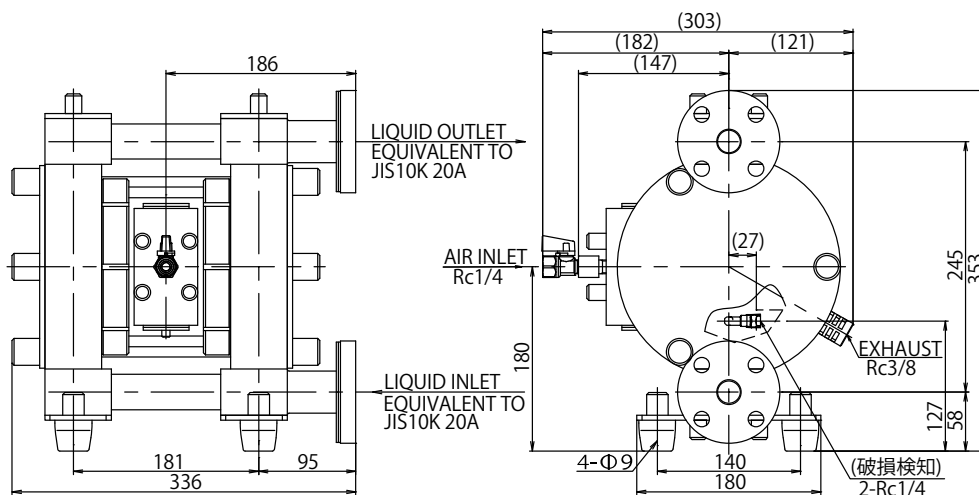 (303)
(182)
(121)
(147)
186
LIQUID OUTLET
EQUIVALENT TO
JIS10K 20A
(27)
AIR INLET
Rc1/4
245
353
180
EXHAUST
Rc3/8
LIQUID INLET
EQUIVALENT TO
JIS10K 20A
127
58
181
95
336
4-Φ9
140
180
(破損検知)
2-Rc1/4